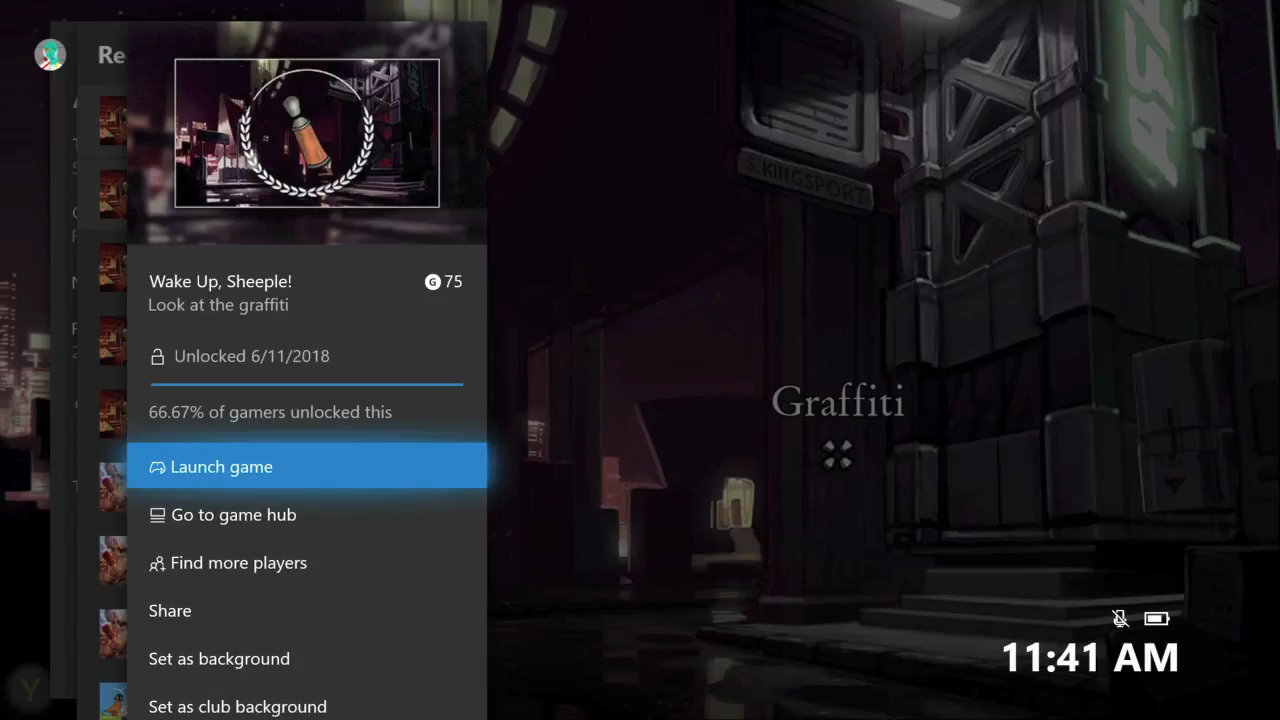 Re
Wake Up, Sheeple!
G 75
Look at the graffiti
Unlocked 6/11/2018
66.67% of gamers unlocked this
Launch game
Go to game hub
Find more players
Share
Set as background
Set as club background
S. KINGSPORT
Graffiti
11:41 AM
Y